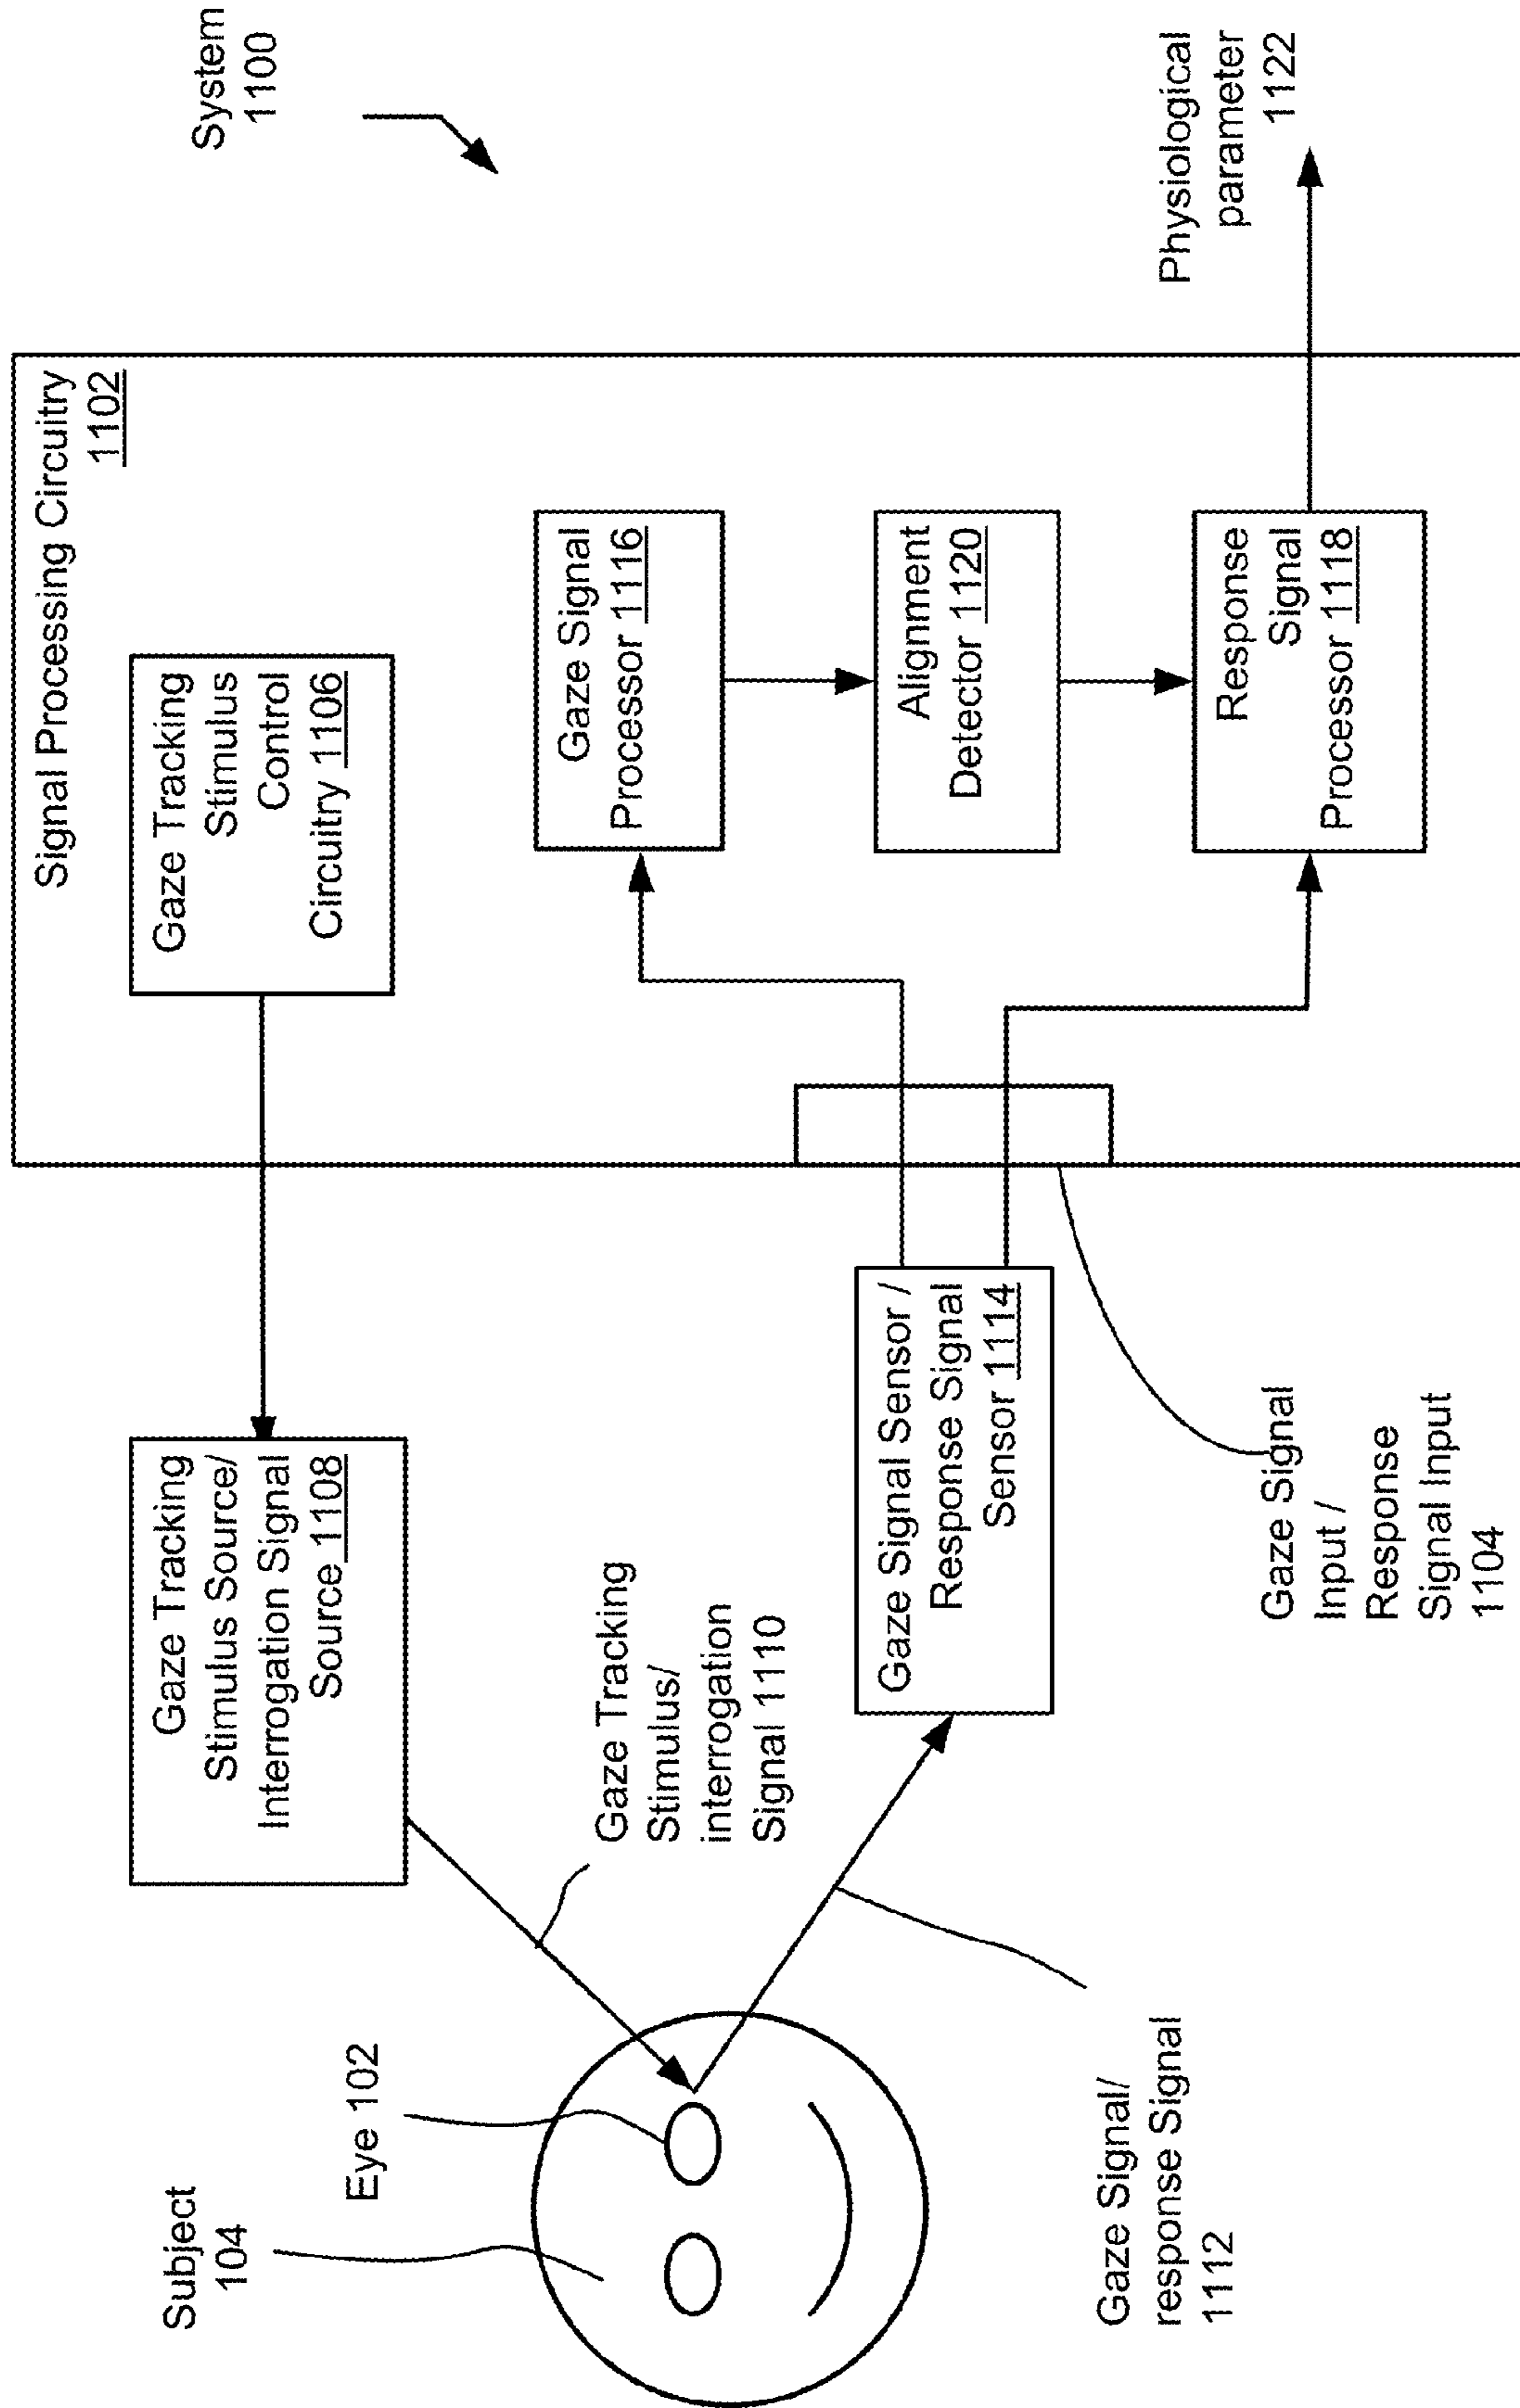 System
1100
Signal Processing Circuitry
1102
Gaze Tracking
Stimulus
Control
Circuitry 1106
Gaze Tracking
Stimulus Source/
Interrogation Signal
Source 1108
Subject
104
Eye 102
Gaze Tracking
Stimulus/
interrogation
Signal 1110
Gaze Signal
Processor 1116
Alignment
Detector 1120
Response
Signal
Processor 1118
Physiological
parameter
1122
Gaze Signal Sensor /
Response Signal
Sensor 1114
Gaze Signal/
response Signal
1112
Gaze Signal
Input /
Response
Signal Input
1104